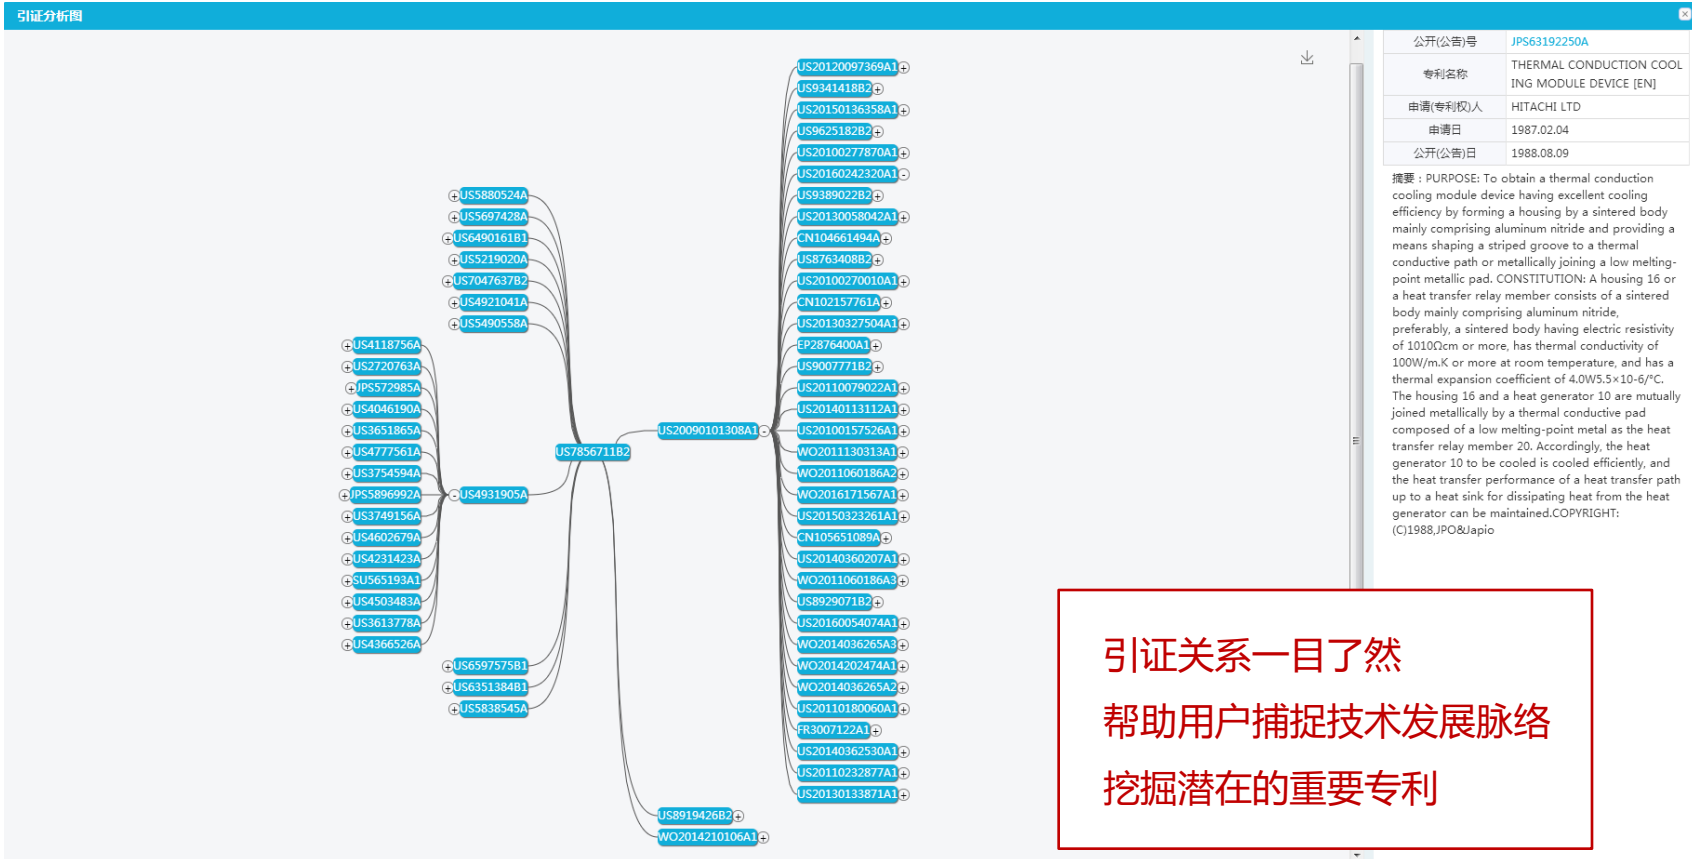 引证分析图
US20120097369A1
US9341418B2
US20150136358A1
US9625182B2
US20100277870A1
US20160242320A1
US9389022B2
US20130058042A1
CN104661494A
US8763408B2
US20100270010A1
CN102157761A
US20130327504A1
EP2876400A1
US9007771B2
US20110079022A1
US20140113112A1
US20100157526A1
WO2011130313A1
WO2011060186A2
WO2016171567A1
US20150323261A1
CN105651089A
US20140360207A1
WO2011060186A3
US8929071B2
US20160054074A1
WO2014036265A3
WO2014202474A1
WO2014036265A2
US20110180060A1
FR3007122A1
US20140362530A1
US20110232877A1
US20130133871A1
US5880524A
US5697428A
US6490161B1
US5219020A
US7047637B2
US4921041A
US5490558A
US4118756A
US2720763A
JPS572985A
US4046190A
US3651865A
US4777561A
US3754594A
JPS5896992A
US3749156A
US4602679A
US4231423A
SU565193A1
US4503483A
US3613778A
US4366526A
US4931905A
US7856711B2
US20090101308A1
US6597575B1
US6351384B1
US5838545A
US8919426B2
WO2014210106A1
公开(公告)号 JPS63192250A
专利名称 THERMAL CONDUCTION COOL
ING MODULE DEVICE [EN]
申请(专利权)人 HITACHI LTD
申请日 1987.02.04
公开(公告)日 1988.08.09
摘要：PURPOSE: To obtain a thermal conduction
cooling module device having excellent cooling
efficiency by forming a housing by a sintered body
mainly comprising aluminum nitride and providing a
means shaping a striped groove to a thermal
conductive path or metallically joining a low melting-
point metallic pad. CONSTITUTION: A housing 16 or
a heat transfer relay member consists of a sintered
body mainly comprising aluminum nitride,
preferably, a sintered body having electric resistivity
of 1010Ωcm or more, has thermal conductivity of
100W/m.K or more at room temperature, and has a
thermal expansion coefficient of 4.0W5.5×10-6/°C.
The housing 16 and a heat generator 10 are mutually
joined metallically by a thermal conductive pad
composed of a low melting-point metal as the heat
transfer relay member 20. Accordingly, the heat
generator 10 to be cooled is cooled efficiently, and
the heat transfer performance of a heat transfer path
up to a heat sink for dissipating heat from the heat
generator can be maintained.COPYRIGHT:
(C)1988,JPO&Japio
引证关系一目了然
帮助用户捕捉技术发展脉络
挖掘潜在的重要专利